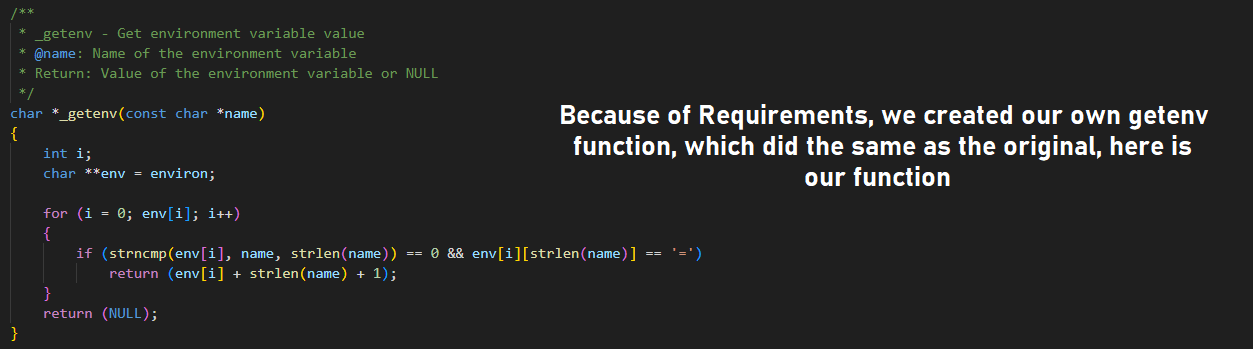 /**
 * _getenv - Get environment variable value
 * @name: Name of the environment variable
 * Return: Value of the environment variable or NULL
 */
char *_getenv(const char *name)
{
    int i;
    char **env = environ;

    for (i = 0; env[i]; i++)
    {
        if (strncmp(env[i], name, strlen(name)) == 0 && env[i][strlen(name)] == '=')
            return (env[i] + strlen(name) + 1);
    }
    return (NULL);
}
Because of Requirements, we created our own getenv
function, which did the same as the original, here is
our function